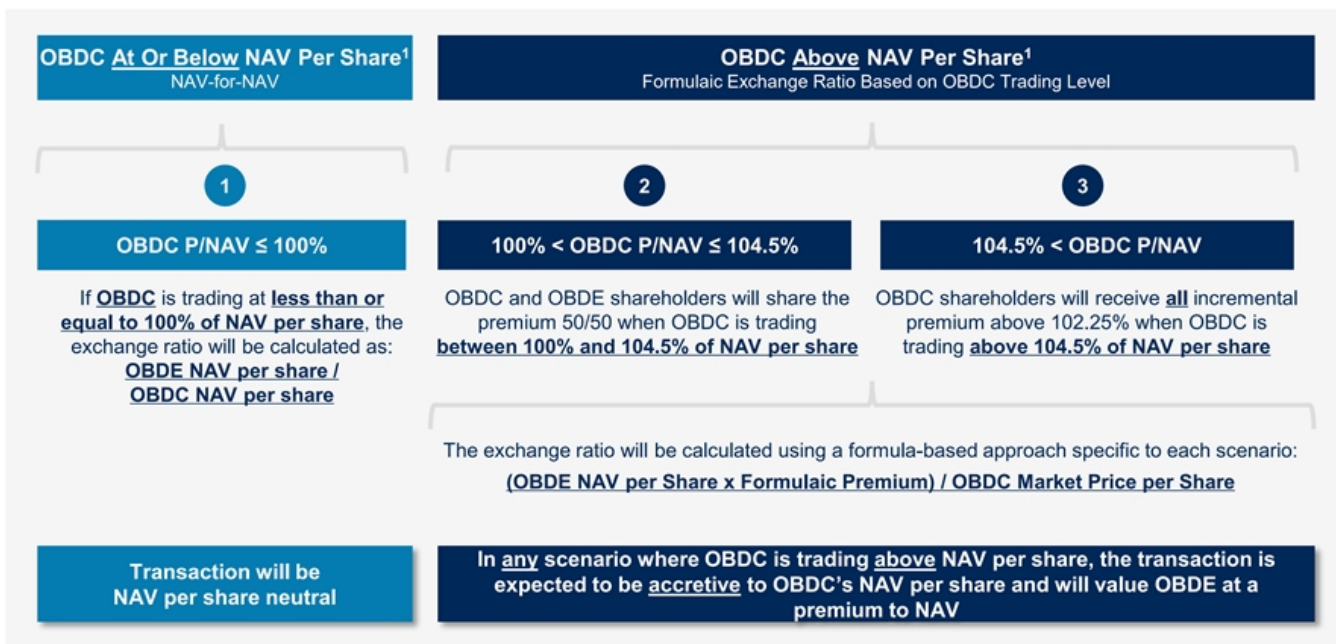 OBDC At Or Below NAV Per Share¹
NAV-for-NAV
OBDC Above NAV Per Share¹
Formulaic Exchange Ratio Based on OBDC Trading Level
1
OBDC P/NAV ≤ 100%
If OBDC is trading at less than or
equal to 100% of NAV per share, the
exchange ratio will be calculated as:
OBDE NAV per share /
OBDC NAV per share
2
100% < OBDC P/NAV ≤ 104.5%
OBDC and OBDE shareholders will share the
premium 50/50 when OBDC is trading
between 100% and 104.5% of NAV per share
3
104.5% < OBDC P/NAV
OBDC shareholders will receive all incremental
premium above 102.25% when OBDC is
trading above 104.5% of NAV per share
The exchange ratio will be calculated using a formula-based approach specific to each scenario:
(OBDE NAV per Share x Formulaic Premium) / OBDC Market Price per Share
Transaction will be
NAV per share neutral
In any scenario where OBDC is trading above NAV per share, the transaction is
expected to be accretive to OBDC's NAV per share and will value OBDE at a
premium to NAV